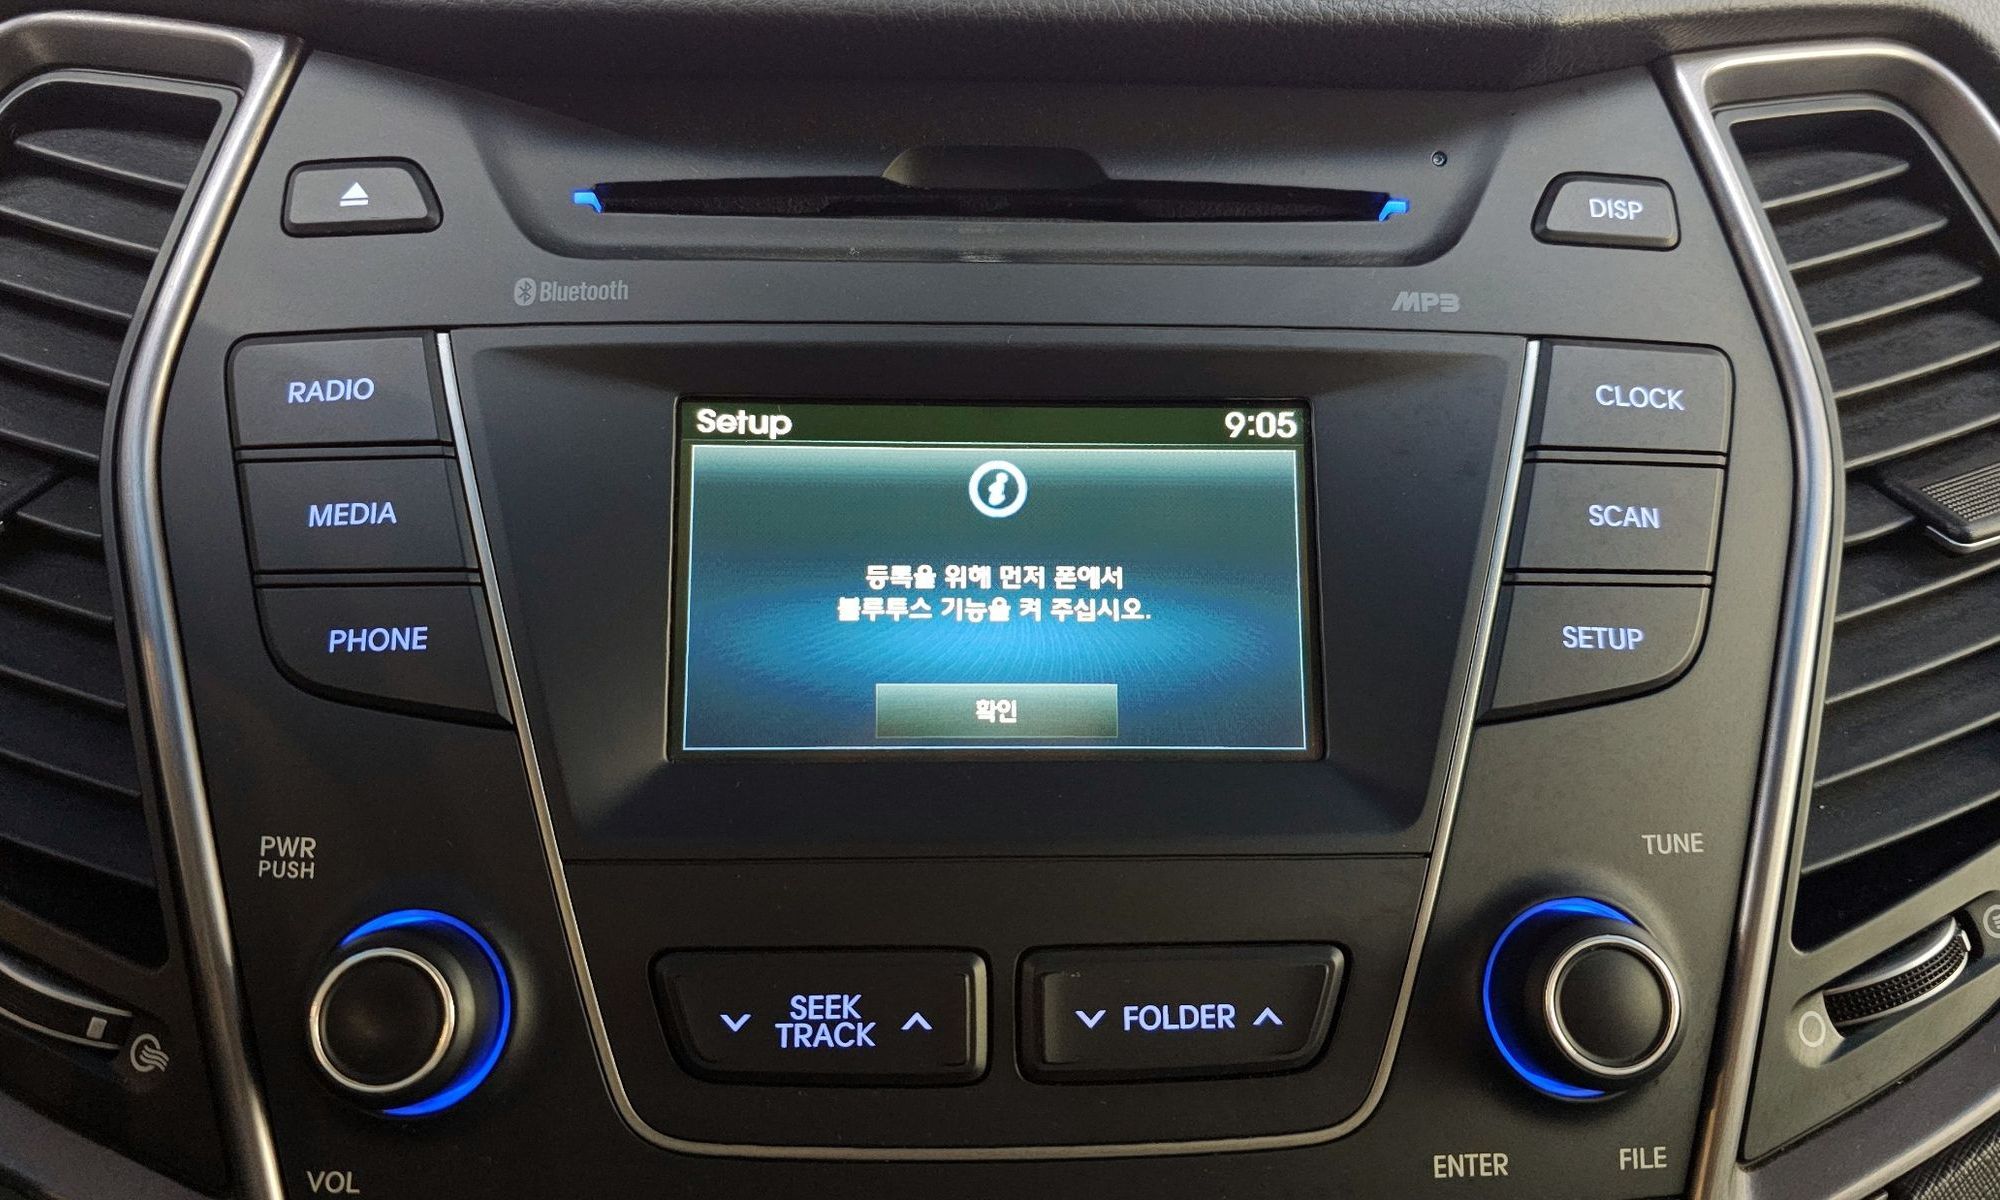 DISP
Bluetooth
MP3
RADIO
CLOCK
Setup
9:05
MEDIA
SCAN
등록을 위해 먼저 폰에서
블루투스 기능을 켜 주십시오.
PHONE
SETUP
확인
PWR
PUSH
TUNE
SEEK
TRACK
FOLDER
VOL
ENTER
FILE